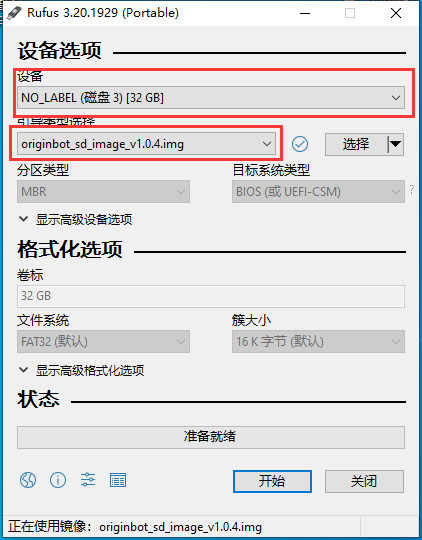 Rufus 3.20.1929 (Portable)
设备选项
设备
NO_LABEL (磁盘 3) [32 GB]
引导类型选择
originbot_sd_image_v1.0.4.img
选择
分区类型
目标系统类型
MBR
BIOS (或 UEFI-CSM)
?
显示高级设备选项
格式化选项
卷标
32 GB
文件系统
簇大小
FAT32 (默认)
16 K 字节 (默认)
显示高级格式化选项
状态
准备就绪
开始
关闭
正在使用镜像：originbot_sd_image_v1.0.4.img